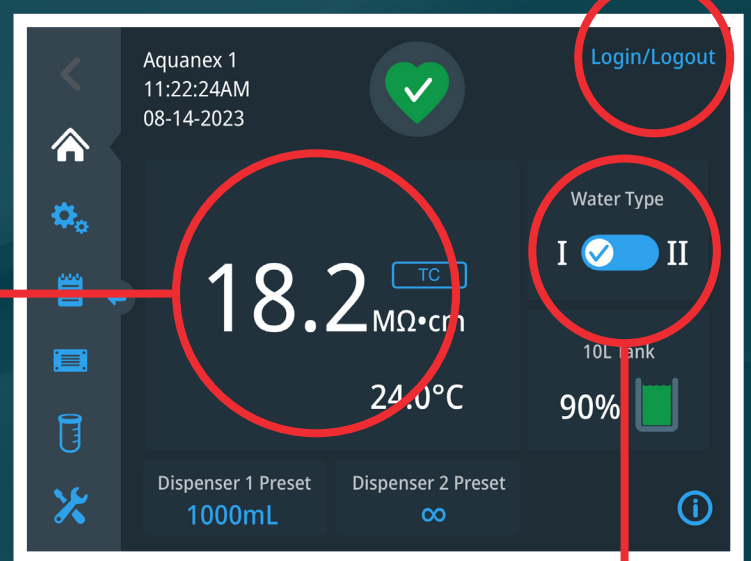 Aquanex 1
11:22:24AM
08-14-2023
Login/Logout
Water Type
I II
18.2 TC
MΩ•cm
24.0°C
10L Tank
90%
Dispenser 1 Preset
1000mL
Dispenser 2 Preset
∞